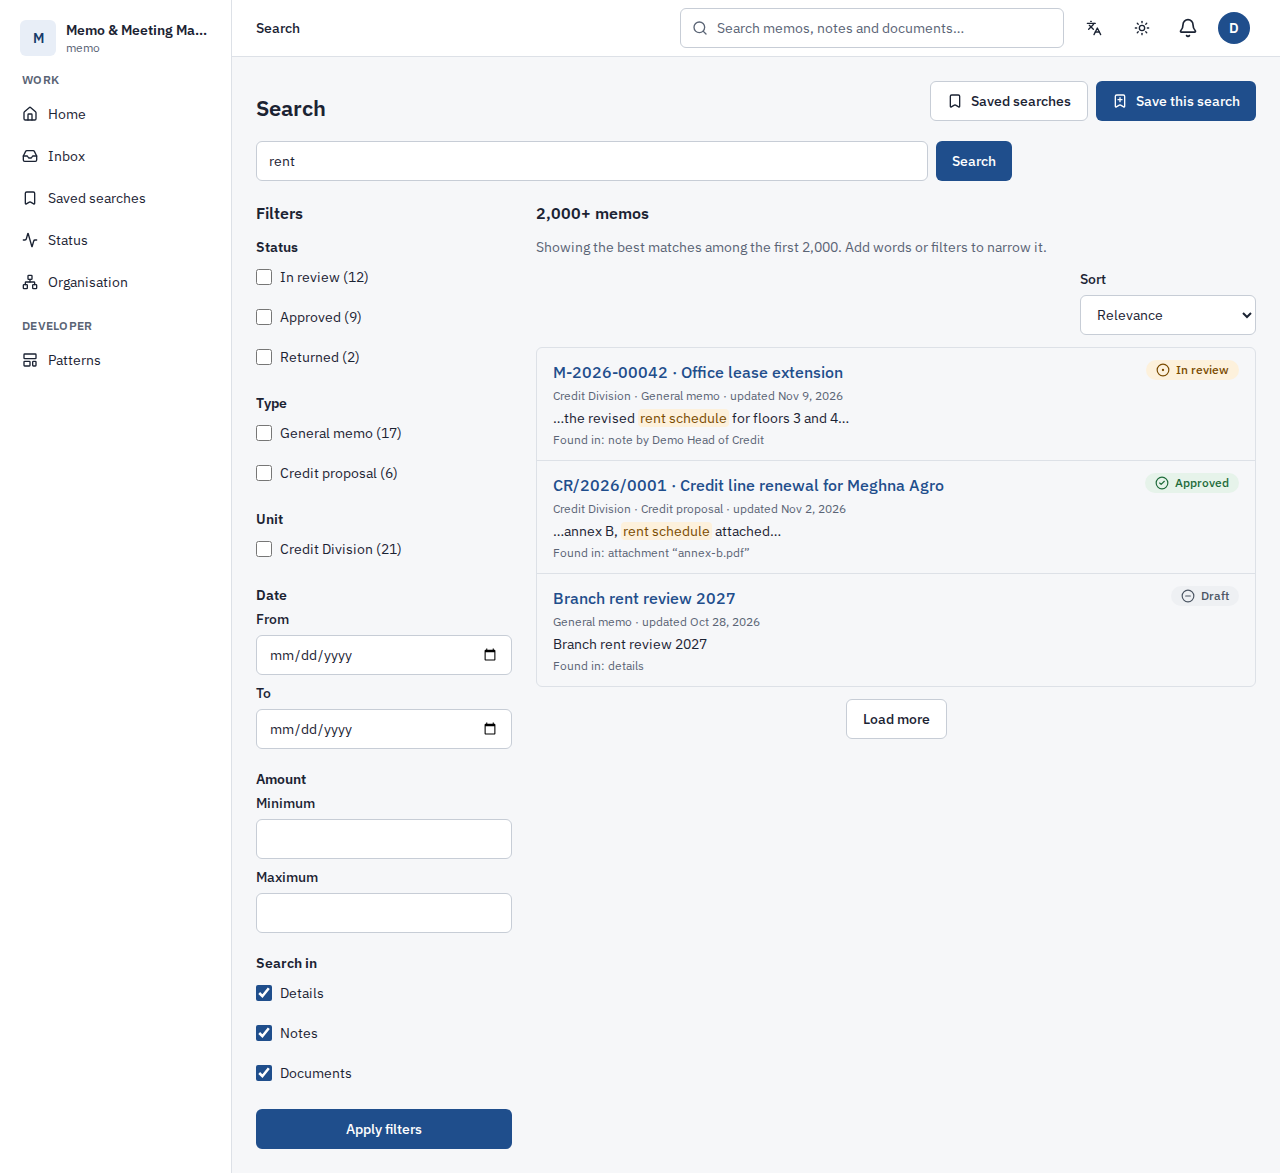 M
Memo & Meeting Ma...
memo
WORK
Home
Inbox
Saved searches
Status
Organisation
DEVELOPER
Patterns
Search
Search memos, notes and documents...
D
Search
Saved searches
Save this search
rent
Search
Filters
Status
In review (12)
Approved (9)
Returned (2)
Type
General memo (17)
Credit proposal (6)
Unit
Credit Division (21)
Date
From
mm/dd/yyyy
To
mm/dd/yyyy
Amount
Minimum
Maximum
Search in
Details
Notes
Documents
Apply filters
2,000+ memos
Showing the best matches among the first 2,000. Add words or filters to narrow it.
Sort
Relevance
M-2026-00042 · Office lease extension
In review
Credit Division · General memo · updated Nov 9, 2026
...the revised rent schedule for floors 3 and 4...
Found in: note by Demo Head of Credit
CR/2026/0001 · Credit line renewal for Meghna Agro
Approved
Credit Division · Credit proposal · updated Nov 2, 2026
...annex B, rent schedule attached...
Found in: attachment “annex-b.pdf”
Branch rent review 2027
Draft
General memo · updated Oct 28, 2026
Branch rent review 2027
Found in: details
Load more